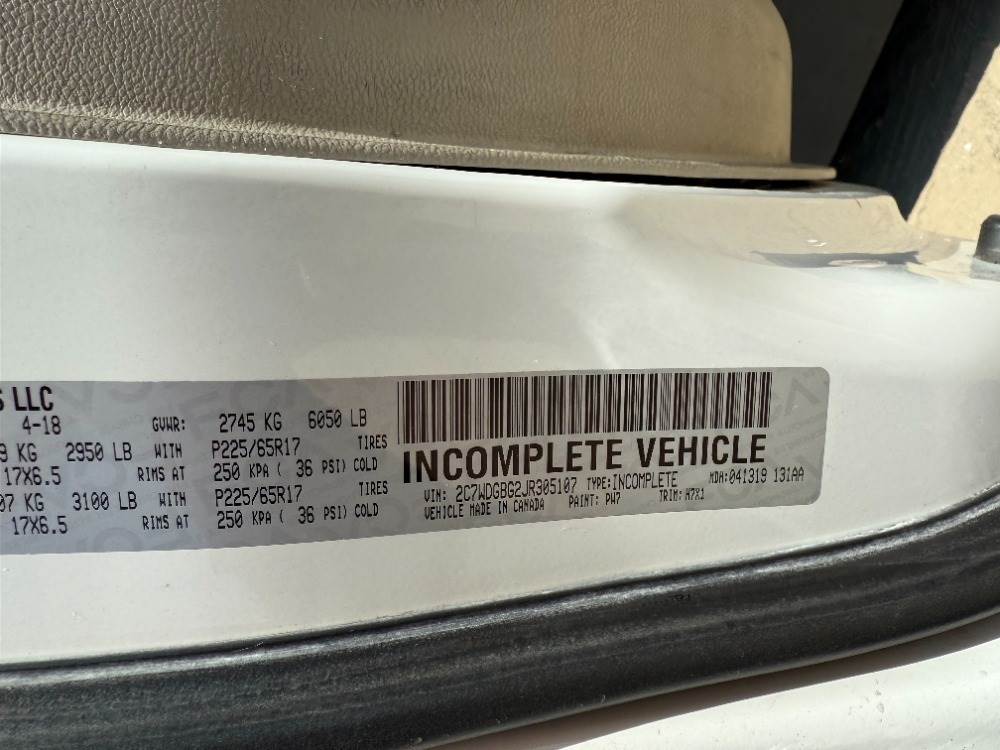 S LLC
4-18 GVWR: 2745 KG 6050 LB
9 KG 2950 LB WITH P225/65R17 TIRES
17X6.5 RIMS AT 250 KPA ( 36 PSI) COLD
07 KG 3100 LB WITH P225/65R17 TIRES
17X6.5 RIMS AT 250 KPA ( 36 PSI) COLD
INCOMPLETE VEHICLE
VIN: 2C7WDGBG2JR305107 TYPE:INCOMPLETE MDH:041319 131AA
VEHICLE MADE IN CANADA PAINT: PW7 TRIM: H7X1